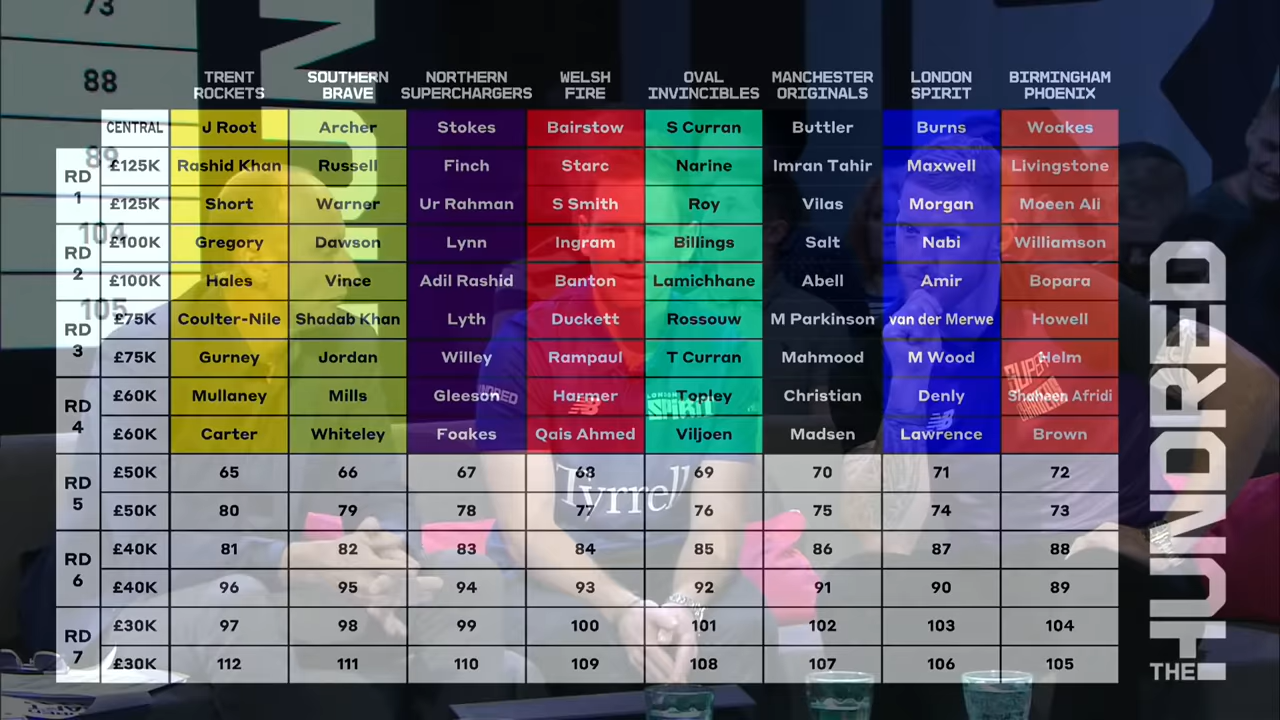 73
88
89
104
105
TRENT ROCKETS
SOUTHERN BRAVE
NORTHERN SUPERCHARGERS
WELSH FIRE
OVAL INVINCIBLES
MANCHESTER ORIGINALS
LONDON SPIRIT
BIRMINGHAM PHOENIX
CENTRAL J Root Archer Stokes Bairstow S Curran Buttler Burns Woakes
RD 1
£125K Rashid Khan Russell Finch Starc Narine Imran Tahir Maxwell Livingstone
£125K Short Warner Ur Rahman S Smith Roy Vilas Morgan Moeen Ali
RD 2
£100K Gregory Dawson Lynn Ingram Billings Salt Nabi Williamson
£100K Hales Vince Adil Rashid Banton Lamichhane Abell Amir Bopara
RD 3
£75K Coulter-Nile Shadab Khan Lyth Duckett Rossouw M Parkinson van der Merwe Howell
£75K Gurney Jordan Willey Rampaul T Curran Mahmood M Wood Helm
RD 4
£60K Mullaney Mills Gleeson Harmer Topley Christian Denly Shaheen Afridi
£60K Carter Whiteley Foakes Qais Ahmed Viljoen Madsen Lawrence Brown
RD 5
£50K 65 66 67 68 69 70 71 72
£50K 80 79 78 77 76 75 74 73
RD 6
£40K 81 82 83 84 85 86 87 88
£40K 96 95 94 93 92 91 90 89
RD 7
£30K 97 98 99 100 101 102 103 104
£30K 112 111 110 109 108 107 106 105
THE HUNDRED
Tyrrell
SPIRIT